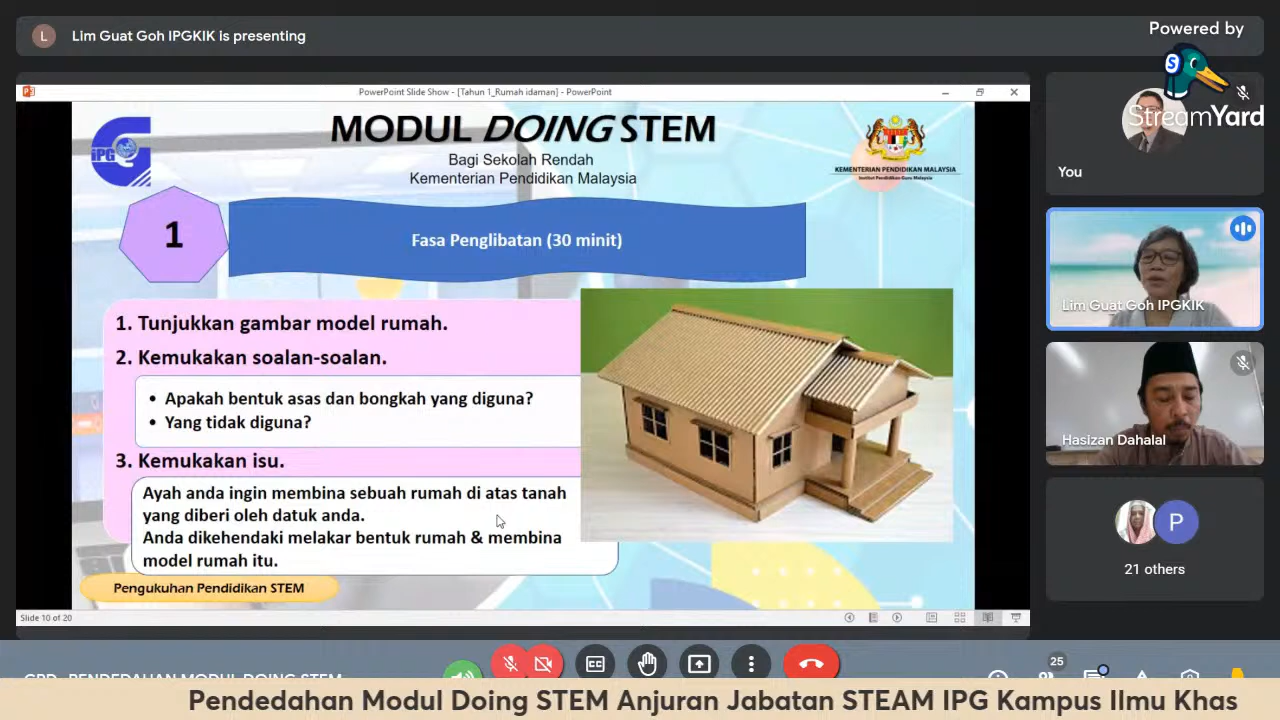 Lim Guat Goh IPGKIK is presenting
L
Powered by
StreamYard
PowerPoint Slide Show - [Tahun 1_Rumah idaman] - PowerPoint
iPG
MODUL DOING STEM
Bagi Sekolah Rendah
Kementerian Pendidikan Malaysia
KEMENTERIAN PENDIDIKAN MALAYSIA
Institut Pendidikan Guru Malaysia
1
Fasa Penglibatan (30 minit)
1. Tunjukkan gambar model rumah.
2. Kemukakan soalan-soalan.
• Apakah bentuk asas dan bongkah yang diguna?
• Yang tidak diguna?
3. Kemukakan isu.
Ayah anda ingin membina sebuah rumah di atas tanah
yang diberi oleh datuk anda.
Anda dikehendaki melakar bentuk rumah & membina
model rumah itu.
Pengukuhan Pendidikan STEM
Slide 10 of 20
You
Lim Guat Goh IPGKIK
Hasizan Dahalal
P
21 others
25
Pendedahan Modul Doing STEM Anjuran Jabatan STEAM IPG Kampus Ilmu Khas